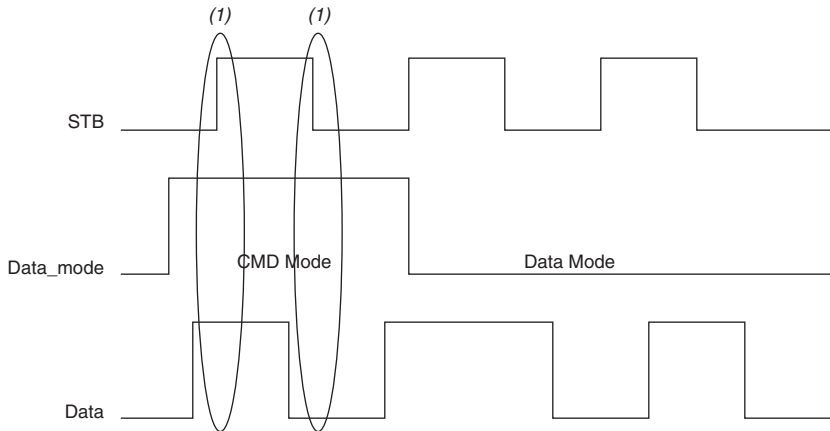 (1) (1)
STB
Data_mode
CMD Mode
Data Mode
Data